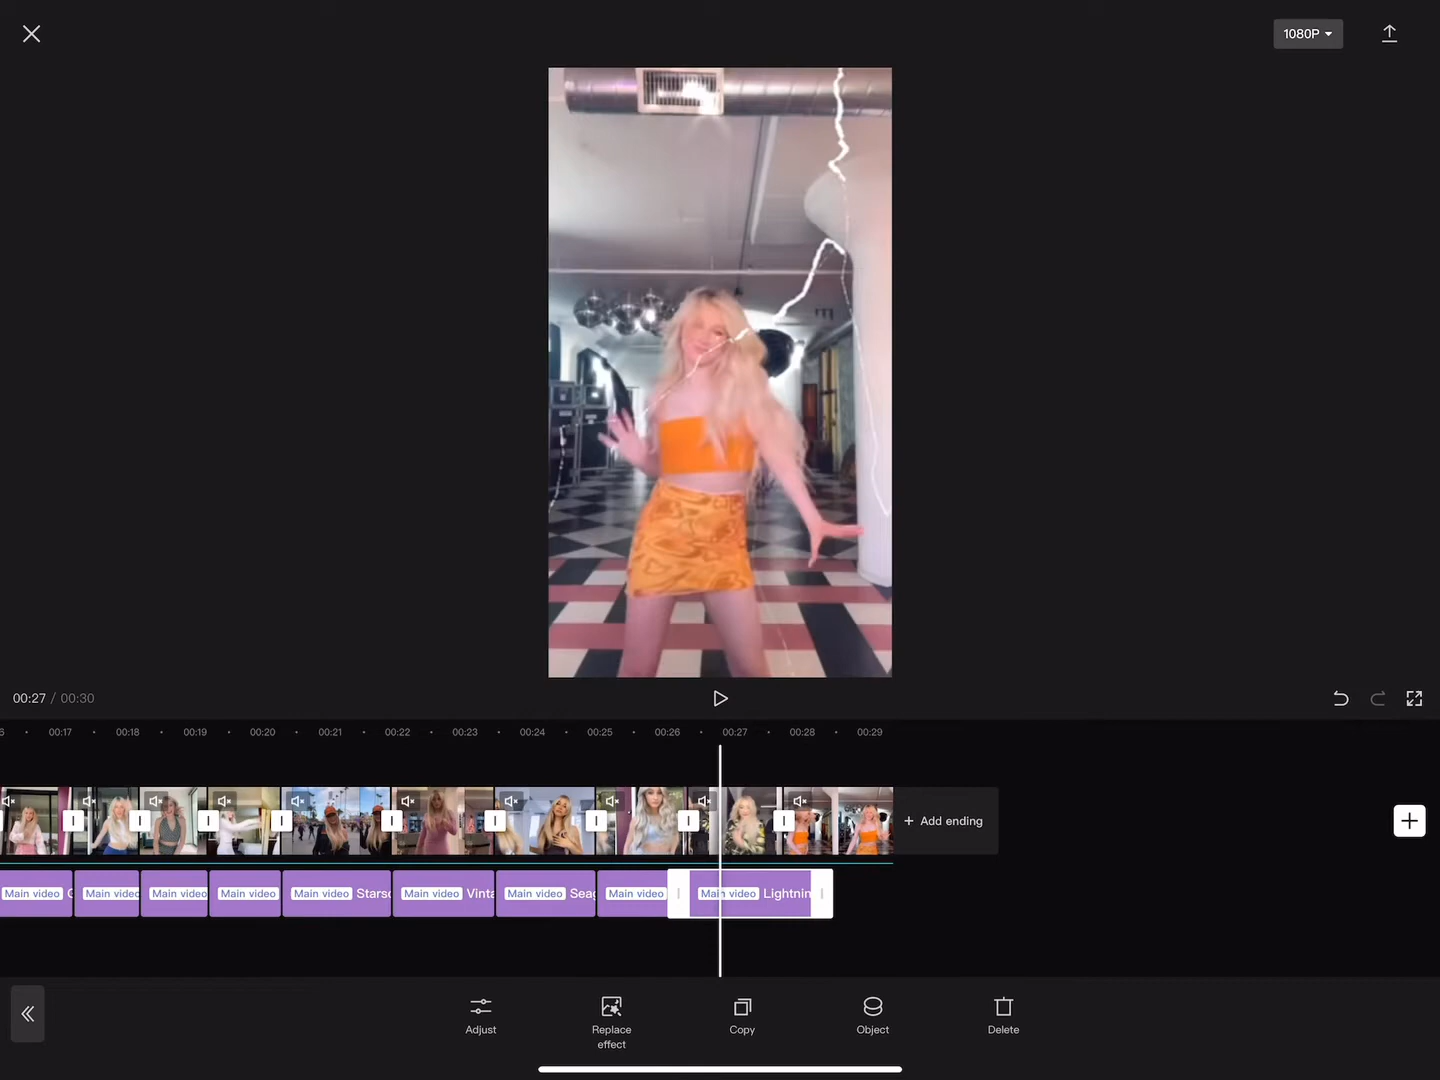 1080P
00:27 / 00:30
00:17 00:18 00:19 00:20 00:21 00:22 00:23 00:24 00:25 00:26 00:27 00:28 00:29
+ Add ending
Main video Main video Main video Main video Main video Starsc Main video Vinta Main video Sea Main video Main video Lightnin
Adjust
Replace
effect
Copy
Object
Delete